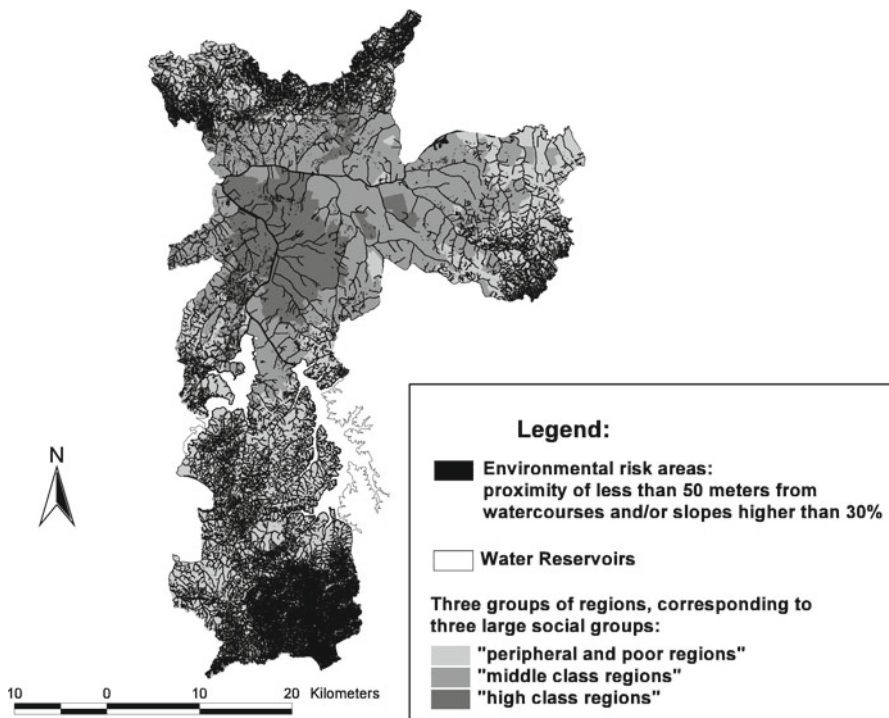 N
10 0 10 20 Kilometers
Legend:
Environmental risk areas:
proximity of less than 50 meters from
watercourses and/or slopes higher than 30%
Water Reservoirs
Three groups of regions, corresponding to
three large social groups:
"peripheral and poor regions"
"middle class regions"
"high class regions"